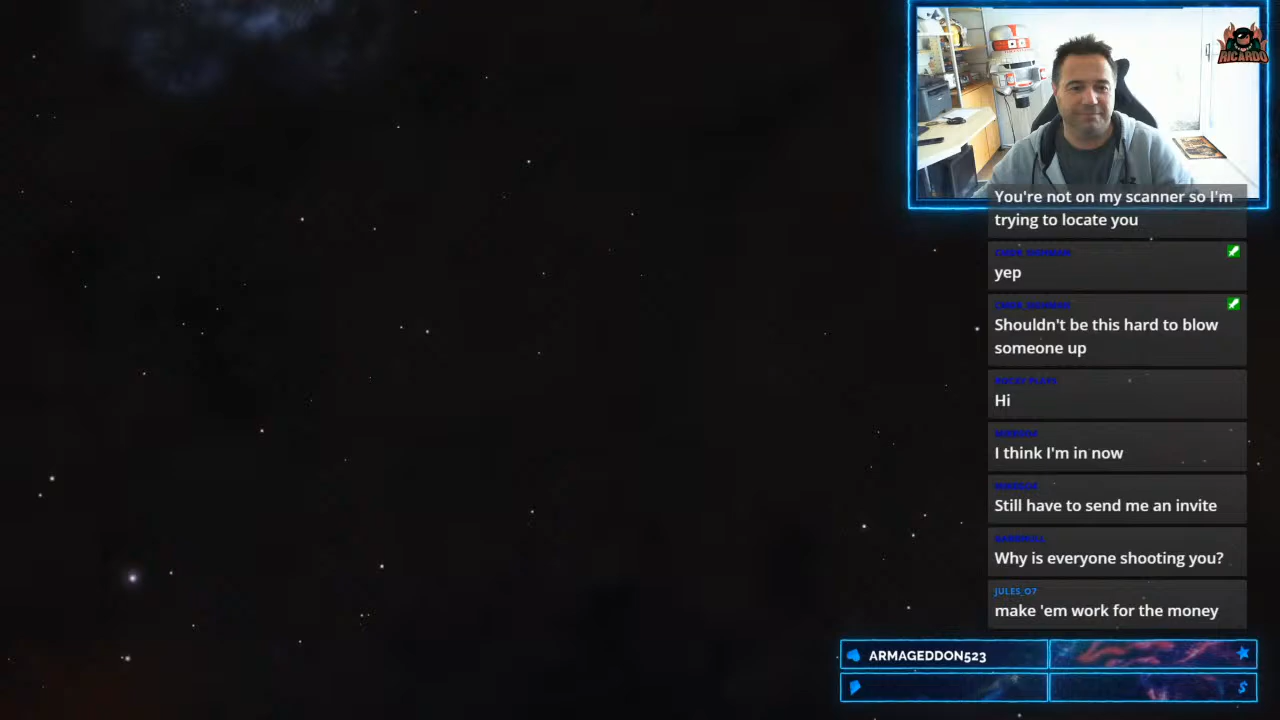 RICARDO
You're not on my scanner so I'm
trying to locate you
yep
Shouldn't be this hard to blow
someone up
Hi
I think I'm in now
Still have to send me an invite
Why is everyone shooting you?
JULES_O7
make 'em work for the money
ARMAGEDDON523